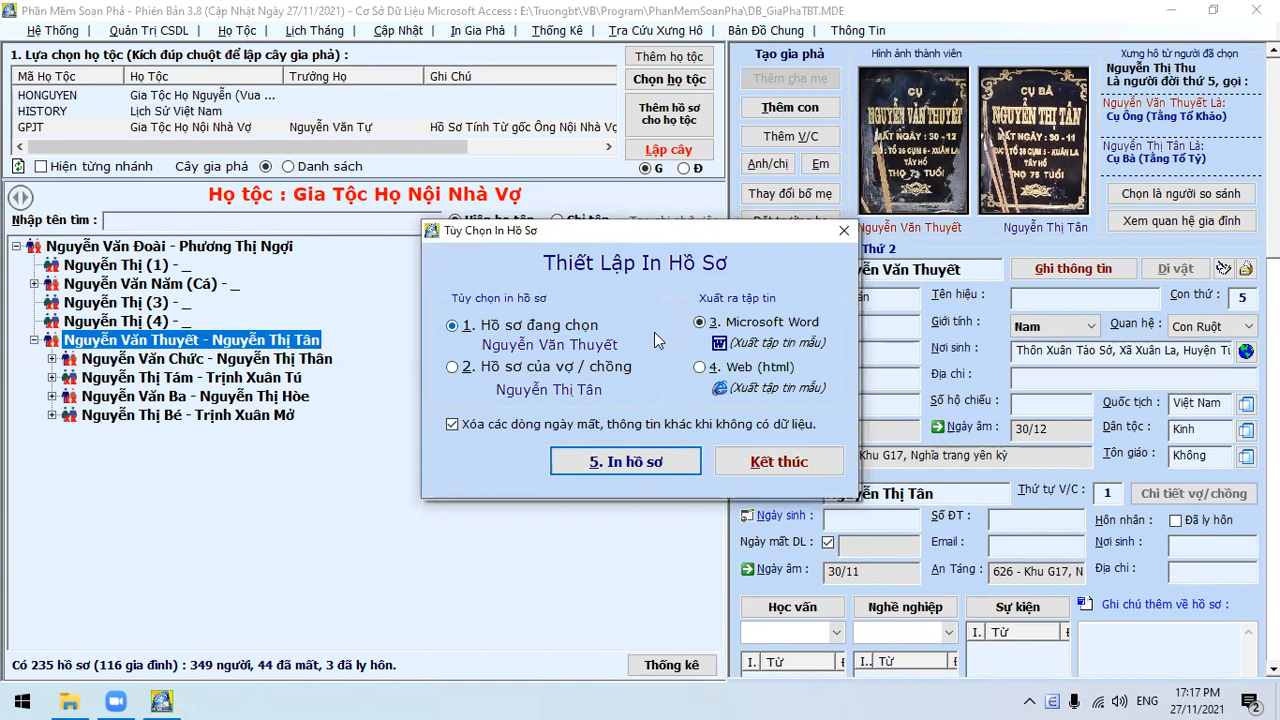 Phần Mềm Soạn Phả - Phiên Bản 3.8 (Cập Nhật Ngày 27/11/2021) - Cơ Sở Dữ Liệu Microsoft Access : E:\Truongbt\VB\Program\PhanMemSoanPha\DB_GiaPhaTBT.MDE
Hệ Thống Quản Trị CSDL Họ Tộc Lịch Tháng Cập Nhật In Gia Phả Thống Kê Tra Cứu Xưng Hô Bản Đồ Chung Thông Tin
1. Lựa chọn họ tộc (Kích đúp chuột để lập cây gia phả) :
Mã Họ Tộc Họ Tộc Trưởng Họ Ghi Chú
HONGUYEN Gia Tộc Họ Nguyễn (Vua ...
HISTORY Lịch Sử Việt Nam
GPJT Gia Tộc Họ Nội Nhà Vợ Nguyễn Văn Tự Hồ Sơ Tính Từ gốc Ông Nội Nhà Vợ
Thêm họ tộc
Chọn họ tộc
Thêm hồ sơ
cho họ tộc
Lập cây
Hiện từng nhánh Cây gia phả Danh sách G Đ
Họ tộc : Gia Tộc Họ Nội Nhà Vợ
Nhập tên tìm :
Nguyễn Văn Đoài - Phương Thị Ngợi
Nguyễn Thị (1) - _
Nguyễn Văn Năm (Cá) - _
Nguyễn Thị (3) - _
Nguyễn Thị (4) - _
Nguyễn Văn Thuyết - Nguyễn Thị Tân
Nguyễn Văn Chức - Nguyễn Thị Thân
Nguyễn Thị Tám - Trịnh Xuân Tú
Nguyễn Văn Ba - Nguyễn Thị Hòe
Nguyễn Thị Bé - Trịnh Xuân Mở
Có 235 hồ sơ (116 gia đình) : 349 người, 44 đã mất, 3 đã ly hôn.
Thống kê
Tùy Chọn In Hồ Sơ
Thiết Lập In Hồ Sơ
Tùy chọn in hồ sơ Xuất ra tập tin
1. Hồ sơ đang chọn 3. Microsoft Word
Nguyễn Văn Thuyết (Xuất tập tin mẫu)
2. Hồ sơ của vợ / chồng 4. Web (html)
Nguyễn Thị Tân (Xuất tập tin mẫu)
Xóa các dòng ngày mất, thông tin khác khi không có dữ liệu.
5. In hồ sơ Kết thúc
Tạo gia phả
Thêm cha mẹ
Thêm con
Thêm V/C
Anh/chị Em
Thay đổi bố mẹ
Hình ảnh thành viên
CỤ
NGUYỄN VĂN THUYẾT
MẤT NGÀY : 30 - 12
TÂY HỒ
THỌ 73 TUỔI
CỤ BÀ
NGUYỄN THỊ TÂN
MẤT NGÀY : 30 - 11
TÂY HỒ
THỌ 75 TUỔI
Nguyễn Văn Thuyết Nguyễn Thị Tân
Xưng hô từ người đã chọn
Nguyễn Thị Thu
Là người đời thứ 5, gọi :
Nguyễn Văn Thuyết Là:
Cụ Ông (Tằng Tổ Khảo)
Nguyễn Thị Tân Là:
Cụ Bà (Tằng Tổ Tỷ)
Chọn là người so sánh
Xem quan hệ gia đình
Thứ 2
ễn Văn Thuyết Ghi thông tin Di vật
Tên hiệu : Con thứ : 5
Giới tính : Nam Quan hệ : Con Ruột
Nơi sinh : Thôn Xuân Tảo Sở, Xã Xuân La, Huyện Từ
Địa chỉ :
Số hộ chiếu : Quốc tịch : Việt Nam
Ngày âm : 30/12 Dân tộc : Kinh
Khu G17, Nghĩa trang yên kỳ Tôn giáo : Không
ễn Thị Tân Thứ tự V/C : 1 Chi tiết vợ/chồng
Ngày sinh : Số ĐT : Hôn nhân : Đã ly hôn
Ngày mất DL : Email : Nơi sinh :
Ngày âm : 30/11 An Táng : 626 - Khu G17, N Địa chỉ :
Học vấn Nghề nghiệp Sự kiện Ghi chú thêm về hồ sơ :
I. Từ
I. Từ I.. Từ
ENG 17:17 PM
27/11/2021
2